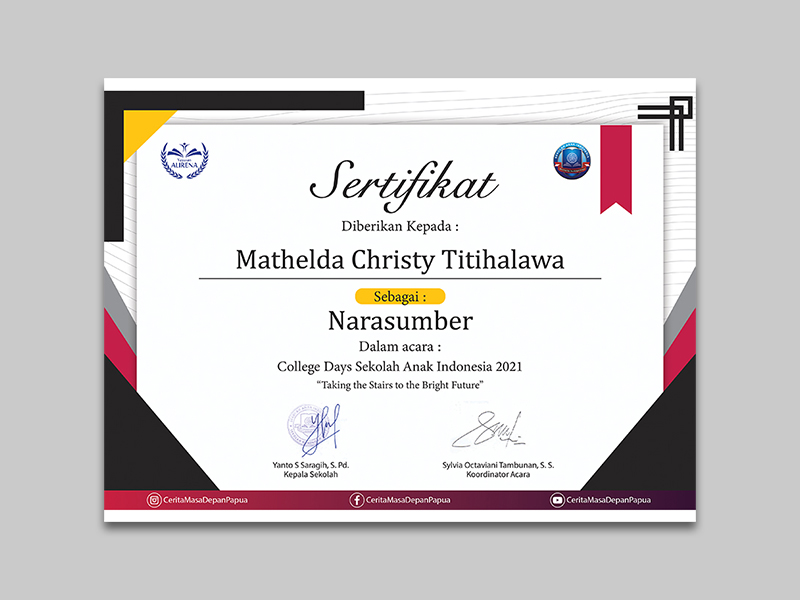 Yayasan
AURENA
Sertifikat
Diberikan Kepada :
Mathelda Christy Titihalawa
Sebagai :
Narasumber
Dalam acara :
College Days Sekolah Anak Indonesia 2021
“Taking the Stairs to the Bright Future”
Yanto S Saragih, S. Pd.
Kepala Sekolah
Sylvia Octaviani Tambunan, S. S.
Koordinator Acara
CeritaMasaDepanPapua
CeritaMasaDepanPapua
CeritaMasaDepanPapua